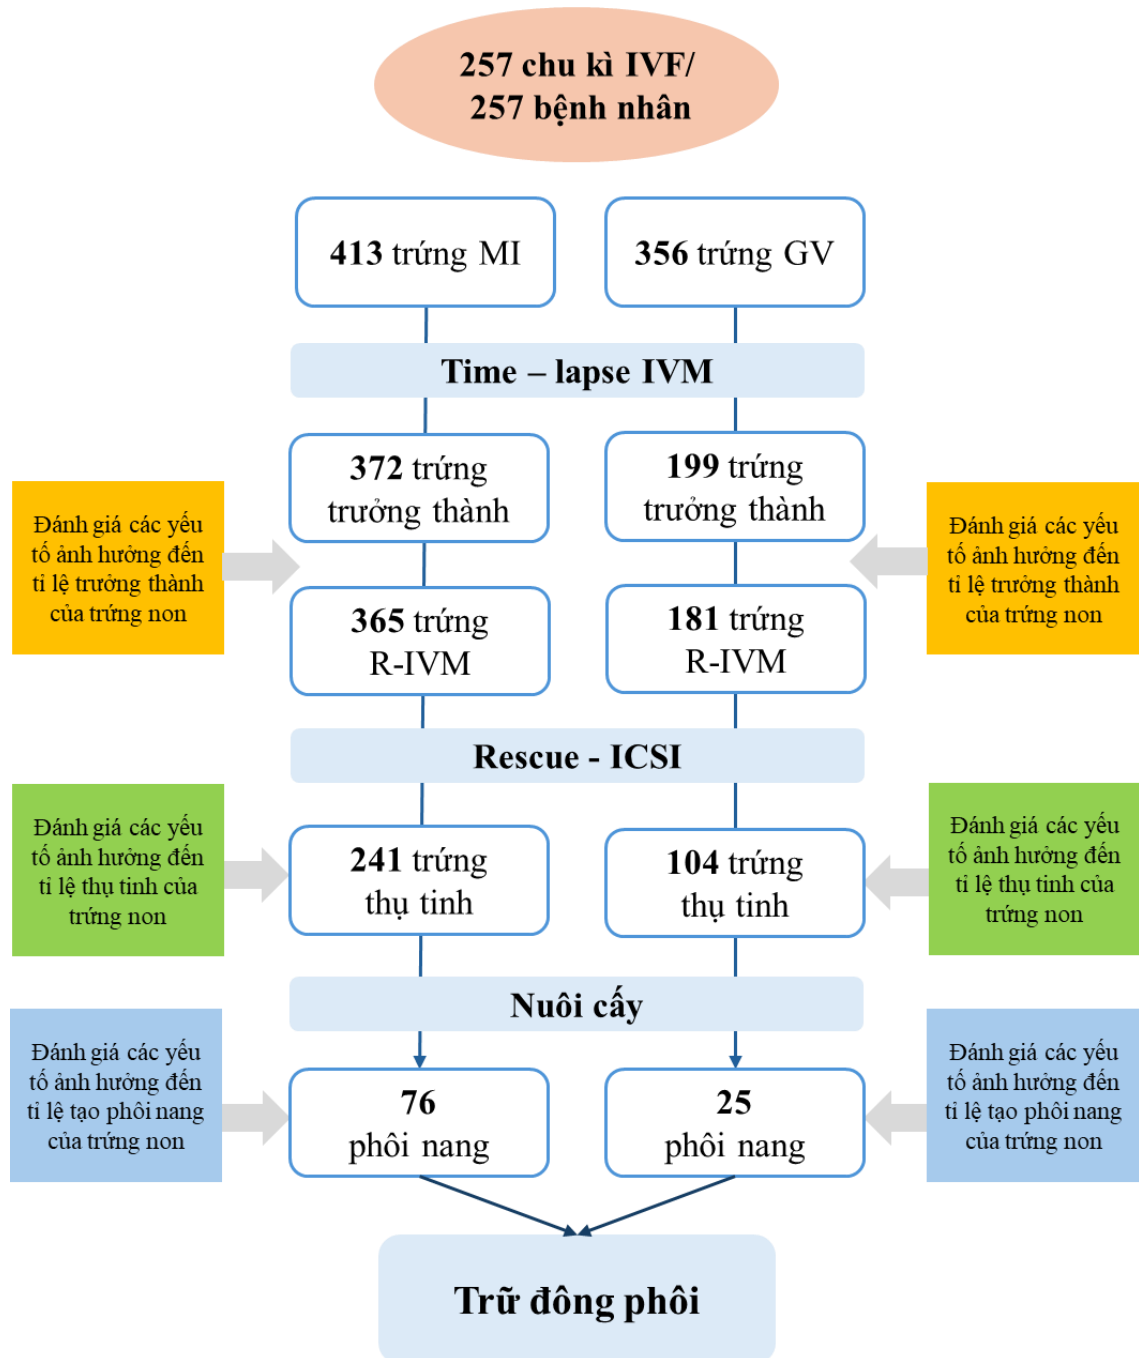 257 chu kì IVF/
257 bệnh nhân
413 trứng MI
356 trứng GV
Time – lapse IVM
372 trứng
trưởng thành
199 trứng
trưởng thành
Đánh giá các yếu
tố ảnh hưởng đến
tỉ lệ trưởng thành
của trứng non
Đánh giá các yếu
tố ảnh hưởng đến
tỉ lệ trưởng thành
của trứng non
365 trứng
R-IVM
181 trứng
R-IVM
Rescue - ICSI
Đánh giá các yếu
tố ảnh hưởng đến
tỉ lệ thụ tinh của
trứng non
241 trứng
thụ tinh
104 trứng
thụ tinh
Đánh giá các yếu
tố ảnh hưởng đến
tỉ lệ thụ tinh của
trứng non
Nuôi cấy
Đánh giá các yếu
tố ảnh hưởng đến
tỉ lệ tạo phôi nang
của trứng non
76
phôi nang
25
phôi nang
Đánh giá các yếu
tố ảnh hưởng đến
tỉ lệ tạo phôi nang
của trứng non
Trữ đông phôi